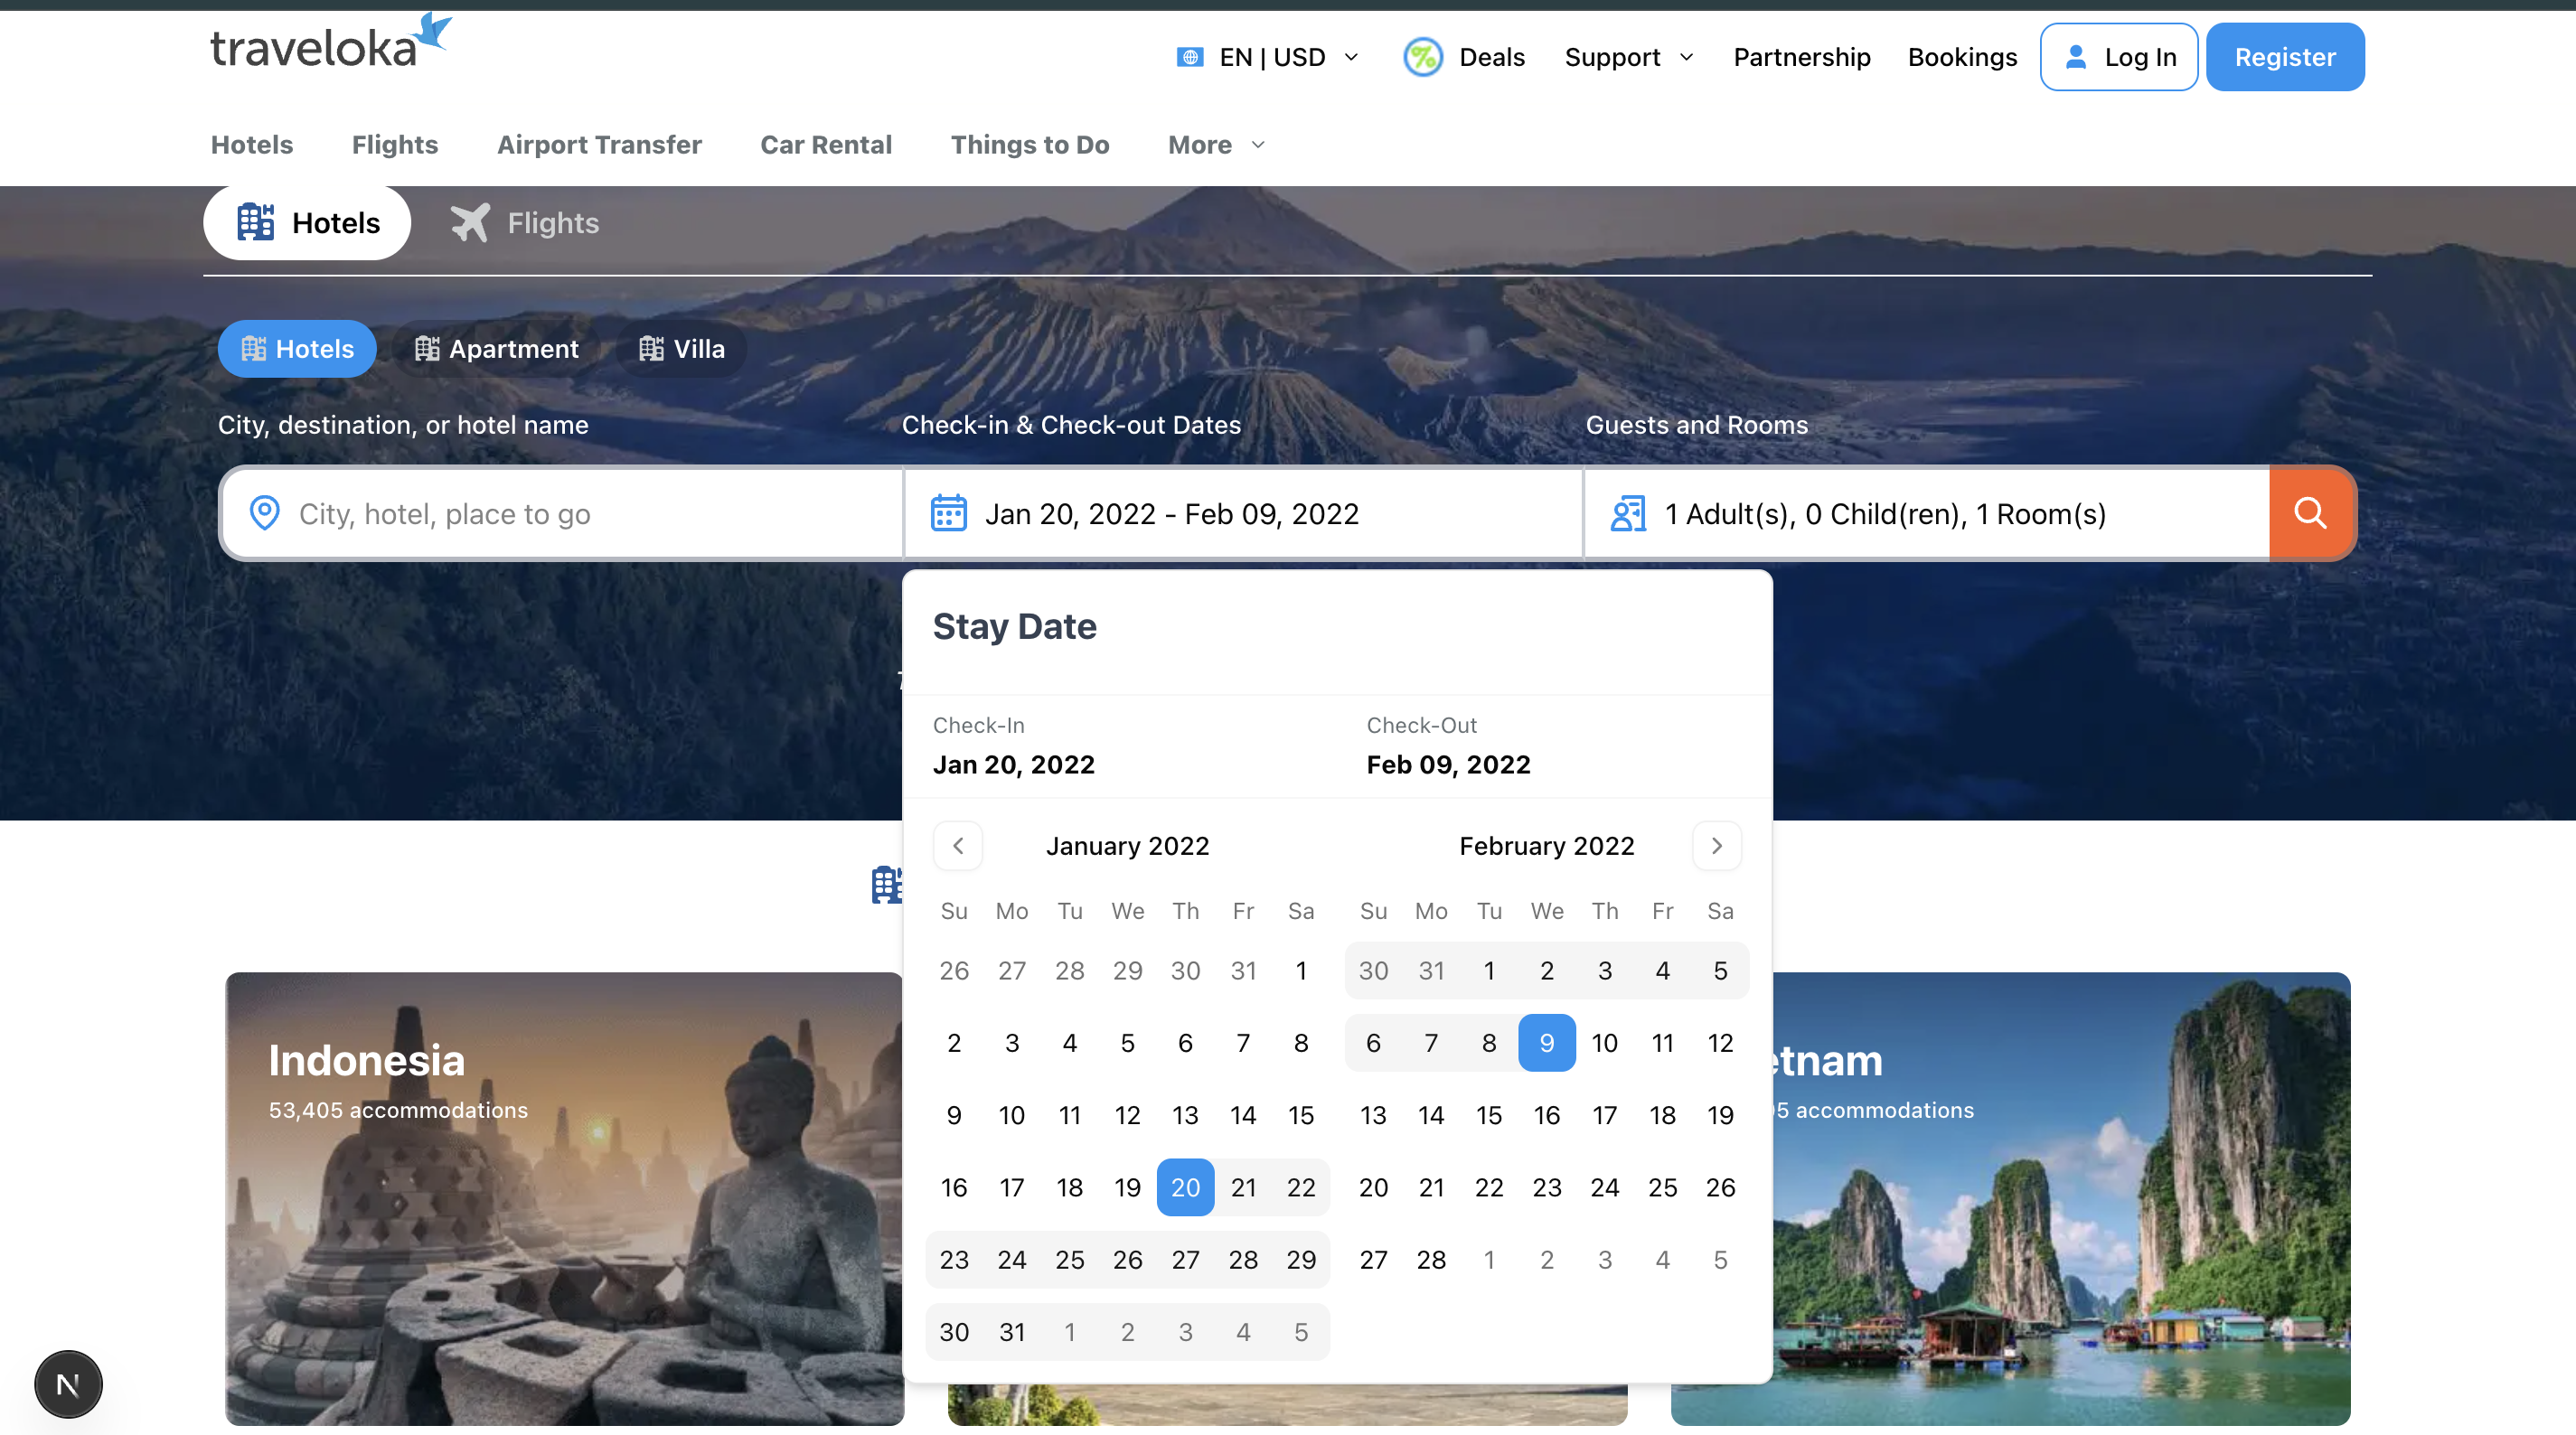 traveloka
EN | USD Deals Support Partnership Bookings Log In Register
Hotels Flights Airport Transfer Car Rental Things to Do More
Hotels Flights
Hotels Apartment Villa
City, destination, or hotel name Check-in & Check-out Dates Guests and Rooms
City, hotel, place to go Jan 20, 2022 - Feb 09, 2022 1 Adult(s), 0 Child(ren), 1 Room(s)
Stay Date
Check-In Check-Out
Jan 20, 2022 Feb 09, 2022
January 2022 February 2022
Su Mo Tu We Th Fr Sa Su Mo Tu We Th Fr Sa
26 27 28 29 30 31 1 30 31 1 2 3 4 5
2 3 4 5 6 7 8 6 7 8 9 10 11 12
9 10 11 12 13 14 15 13 14 15 16 17 18 19
16 17 18 19 20 21 22 20 21 22 23 24 25 26
23 24 25 26 27 28 29 27 28 1 2 3 4 5
30 31 1 2 3 4 5
Indonesia
53,405 accommodations
etnam
5 accommodations
N